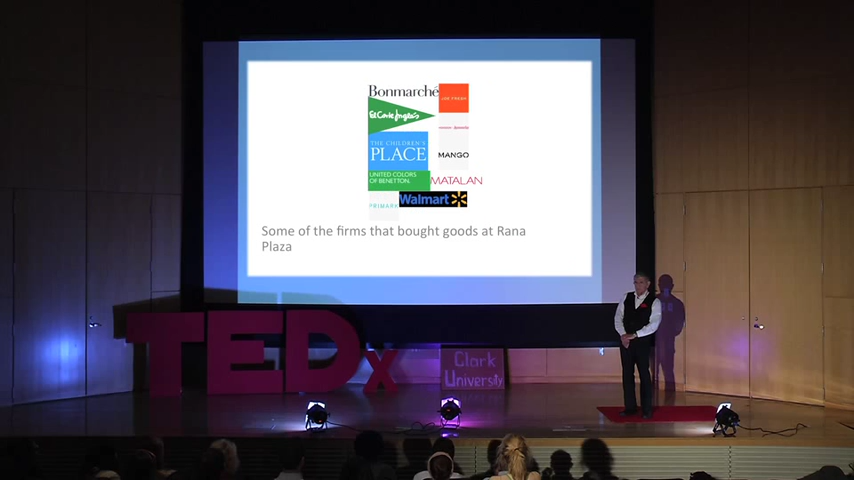 Bonmarché
JOE FRESH
El Corte Inglés
THE CHILDREN'S
PLACE
MANGO
UNITED COLORS
OF BENETTON.
MATALAN
PRIMARK
Walmart
Some of the firms that bought goods at Rana
Plaza
TEDx
Clark
University